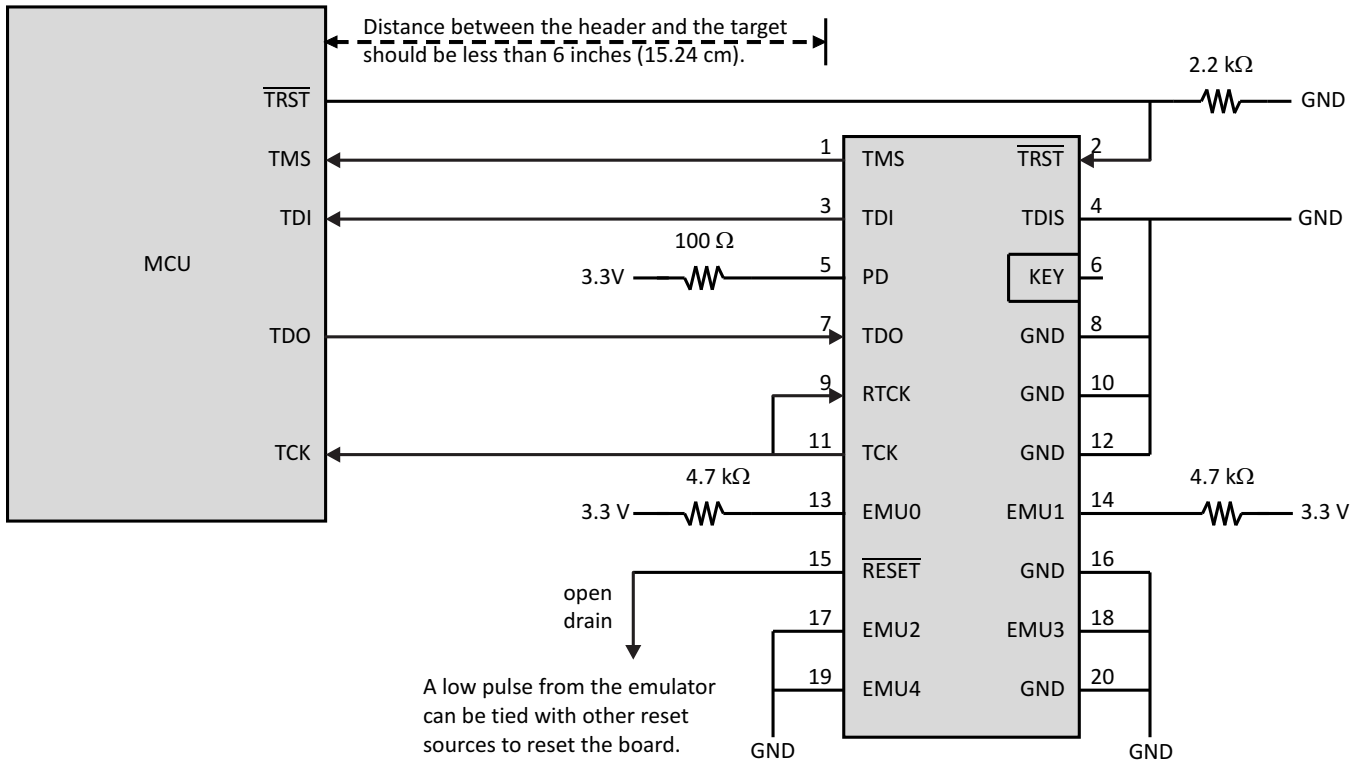 Distance between the header and the target
should be less than 6 inches (15.24 cm).
2.2 kΩ
TRST
GND
1
TMS
TRST
2
TMS
3
TDI
TDIS
4
GND
TDI
100 Ω
MCU
3.3V
5
PD
KEY
6
TDO
7
TDO
GND
8
9
RTCK
GND
10
TCK
11
TCK
GND
12
4.7 kΩ
4.7 kΩ
3.3 V
13
EMU0
EMU1
14
3.3 V
15
RESET
GND
16
open
drain
17
EMU2
EMU3
18
19
EMU4
GND
20
A low pulse from the emulator
can be tied with other reset
sources to reset the board.
GND
GND